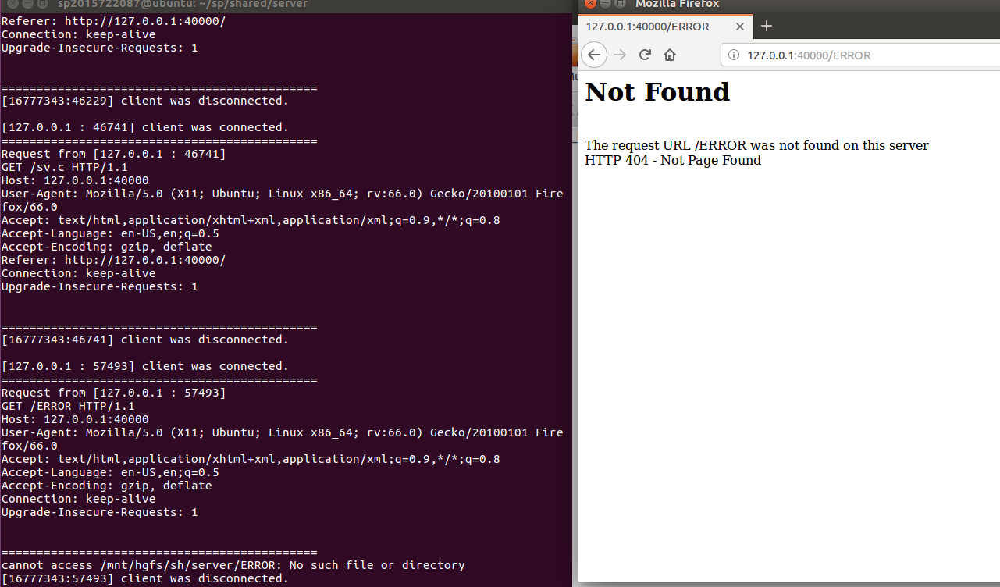 sp2015722087@ubuntu: ~/sp/shared/server
Referer: http://127.0.0.1:40000/
Connection: keep-alive
Upgrade-Insecure-Requests: 1
=============================================
[16777343:46229] client was disconnected.
[127.0.0.1 : 46741] client was connected.
=============================================
Request from [127.0.0.1 : 46741]
GET /sv.c HTTP/1.1
Host: 127.0.0.1:40000
User-Agent: Mozilla/5.0 (X11; Ubuntu; Linux x86_64; rv:66.0) Gecko/20100101 Fire
fox/66.0
Accept: text/html,application/xhtml+xml,application/xml;q=0.9,*/*;q=0.8
Accept-Language: en-US,en;q=0.5
Accept-Encoding: gzip, deflate
Referer: http://127.0.0.1:40000/
Connection: keep-alive
Upgrade-Insecure-Requests: 1
=============================================
[16777343:46741] client was disconnected.
[127.0.0.1 : 57493] client was connected.
=============================================
Request from [127.0.0.1 : 57493]
GET /ERROR HTTP/1.1
Host: 127.0.0.1:40000
User-Agent: Mozilla/5.0 (X11; Ubuntu; Linux x86_64; rv:66.0) Gecko/20100101 Fire
fox/66.0
Accept: text/html,application/xhtml+xml,application/xml;q=0.9,*/*;q=0.8
Accept-Language: en-US,en;q=0.5
Accept-Encoding: gzip, deflate
Connection: keep-alive
Upgrade-Insecure-Requests: 1
=============================================
cannot access /mnt/hgfs/sh/server/ERROR: No such file or directory
[16777343:57493] client was disconnected.
Mozilla Firefox
127.0.0.1:40000/ERROR
127.0.0.1:40000/ERROR
Not Found
The request URL /ERROR was not found on this server
HTTP 404 - Not Page Found